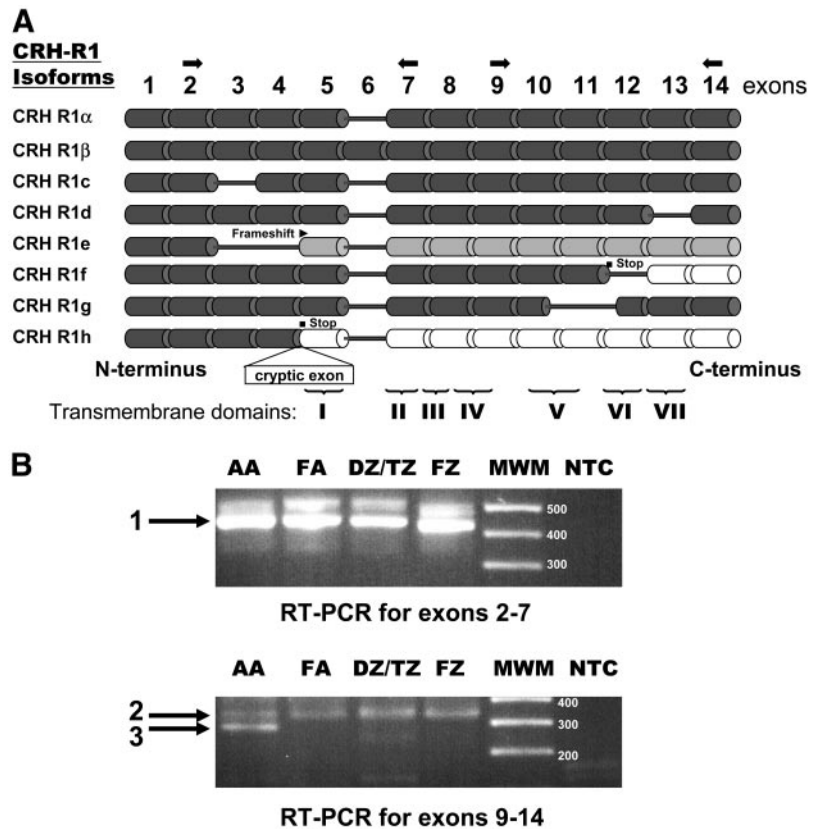 A
CRH-R1
Isoforms
1 2 3 4 5 6 7 8 9 10 11 12 13 14 exons
CRH R1α
CRH R1β
CRH R1c
CRH R1d
Frameshift
CRH R1e
Stop
CRH R1f
CRH R1g
Stop
CRH R1h
N-terminus
C-terminus
cryptic exon
Transmembrane domains: I II III IV V VI VII
B
AA FA DZ/TZ FZ MWM NTC
500
1
400
300
RT-PCR for exons 2-7
AA FA DZ/TZ FZ MWM NTC
400
2
300
3
200
RT-PCR for exons 9-14